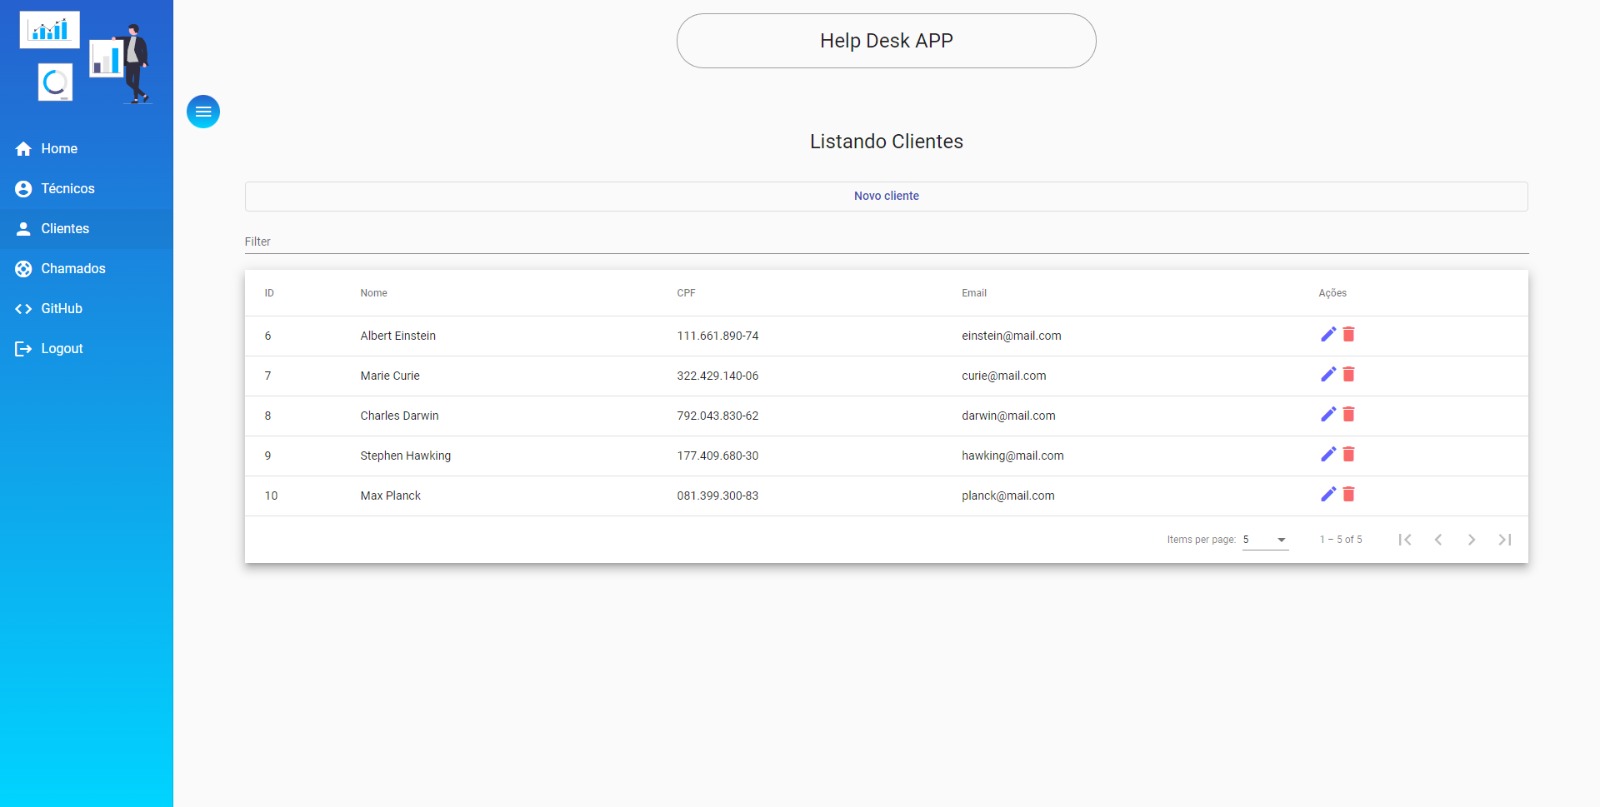 Help Desk APP
Home
Técnicos
Clientes
Chamados
GitHub
Logout
Listando Clientes
Novo cliente
Filter
ID Nome CPF Email Ações
6 Albert Einstein 111.661.890-74 einstein@mail.com
7 Marie Curie 322.429.140-06 curie@mail.com
8 Charles Darwin 792.043.830-62 darwin@mail.com
9 Stephen Hawking 177.409.680-30 hawking@mail.com
10 Max Planck 081.399.300-83 planck@mail.com
Items per page: 5 1 – 5 of 5